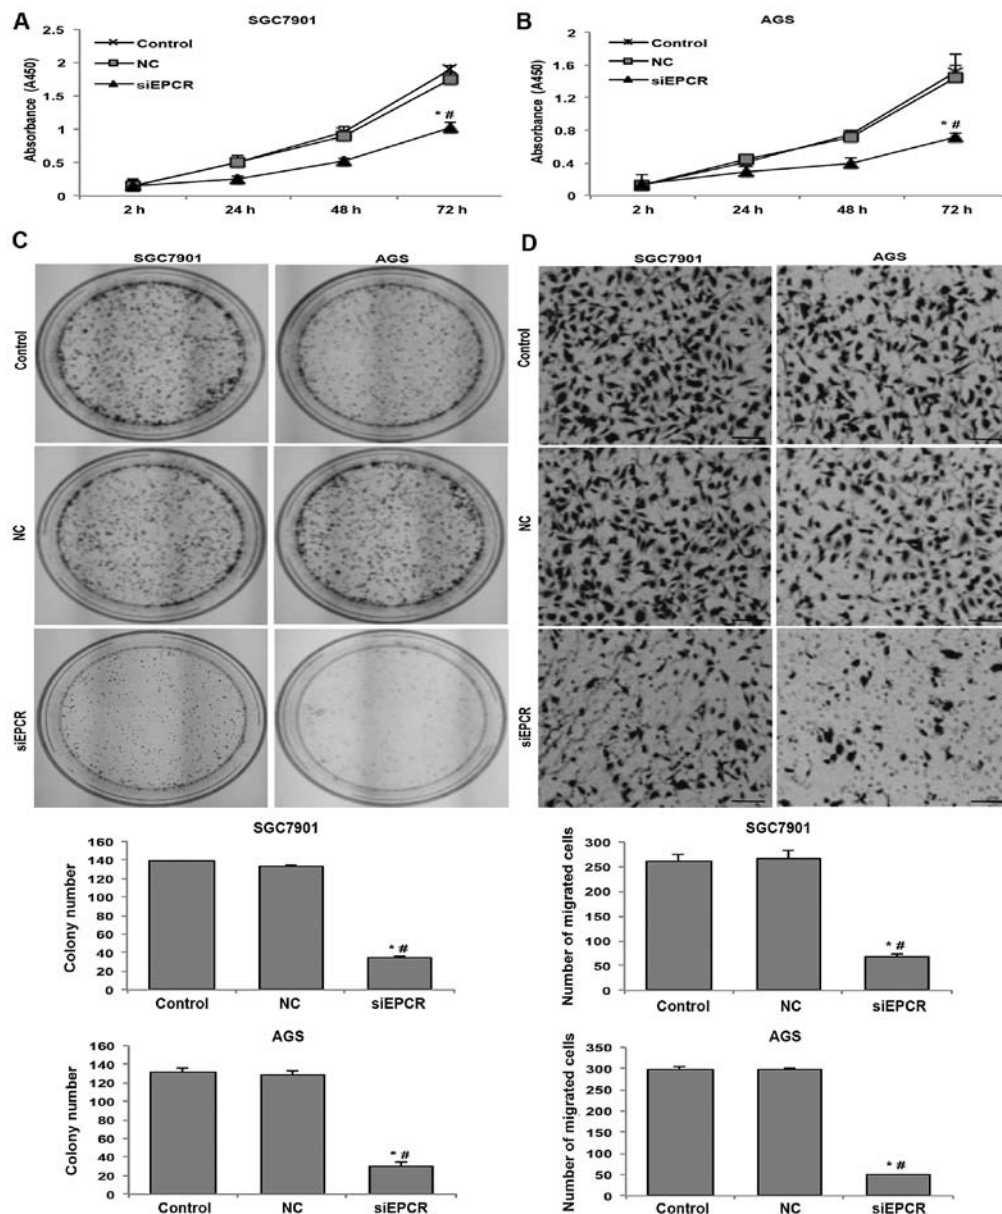 A
SGC7901
Absorbance (A450)
2.5
2
1.5
1
0.5
0
Control
NC
siEPCR
* #
2 h
24 h
48 h
72 h
B
AGS
Absorbance (A450)
2
1.6
1.2
0.8
0.4
0
Control
NC
siEPCR
* #
2 h
24 h
48 h
72 h
C
SGC7901
AGS
Control
NC
siEPCR
D
SGC7901
AGS
Control
NC
siEPCR
SGC7901
Colony number
160
140
120
100
80
60
40
20
0
* #
Control
NC
siEPCR
AGS
Colony number
160
140
120
100
80
60
40
20
0
* #
Control
NC
siEPCR
SGC7901
Number of migrated cells
300
250
200
150
100
50
0
* #
Control
NC
siEPCR
AGS
Number of migrated cells
350
300
250
200
150
100
50
0
* #
Control
NC
siEPCR